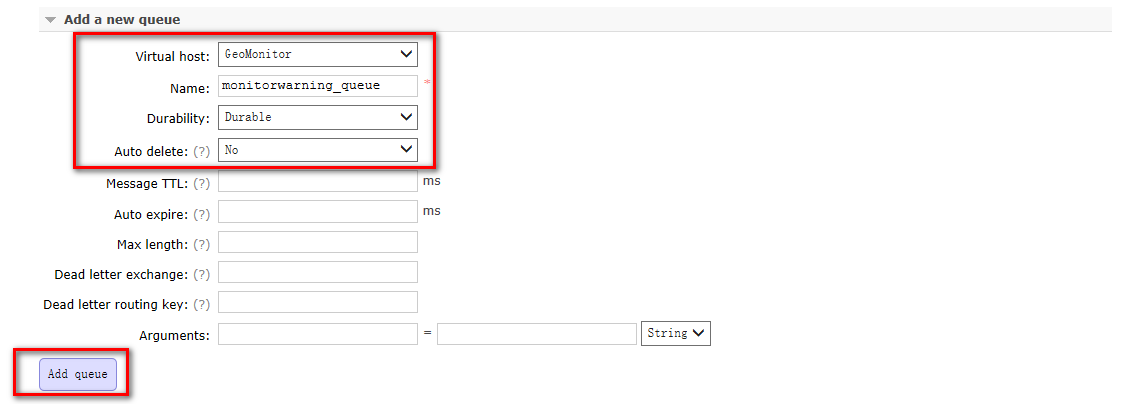 Add a new queue
Virtual host: GeoMonitor
Name: monitorwarning_queue *
Durability: Durable
Auto delete: (?) No
Message TTL: (?) ms
Auto expire: (?) ms
Max length: (?)
Dead letter exchange: (?)
Dead letter routing key: (?)
Arguments: = String
Add queue